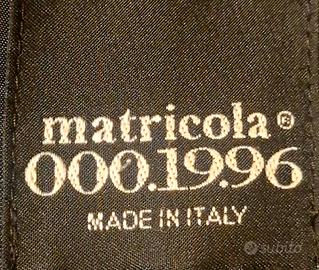 matricola®
000.19.96
MADE IN ITALY
subito